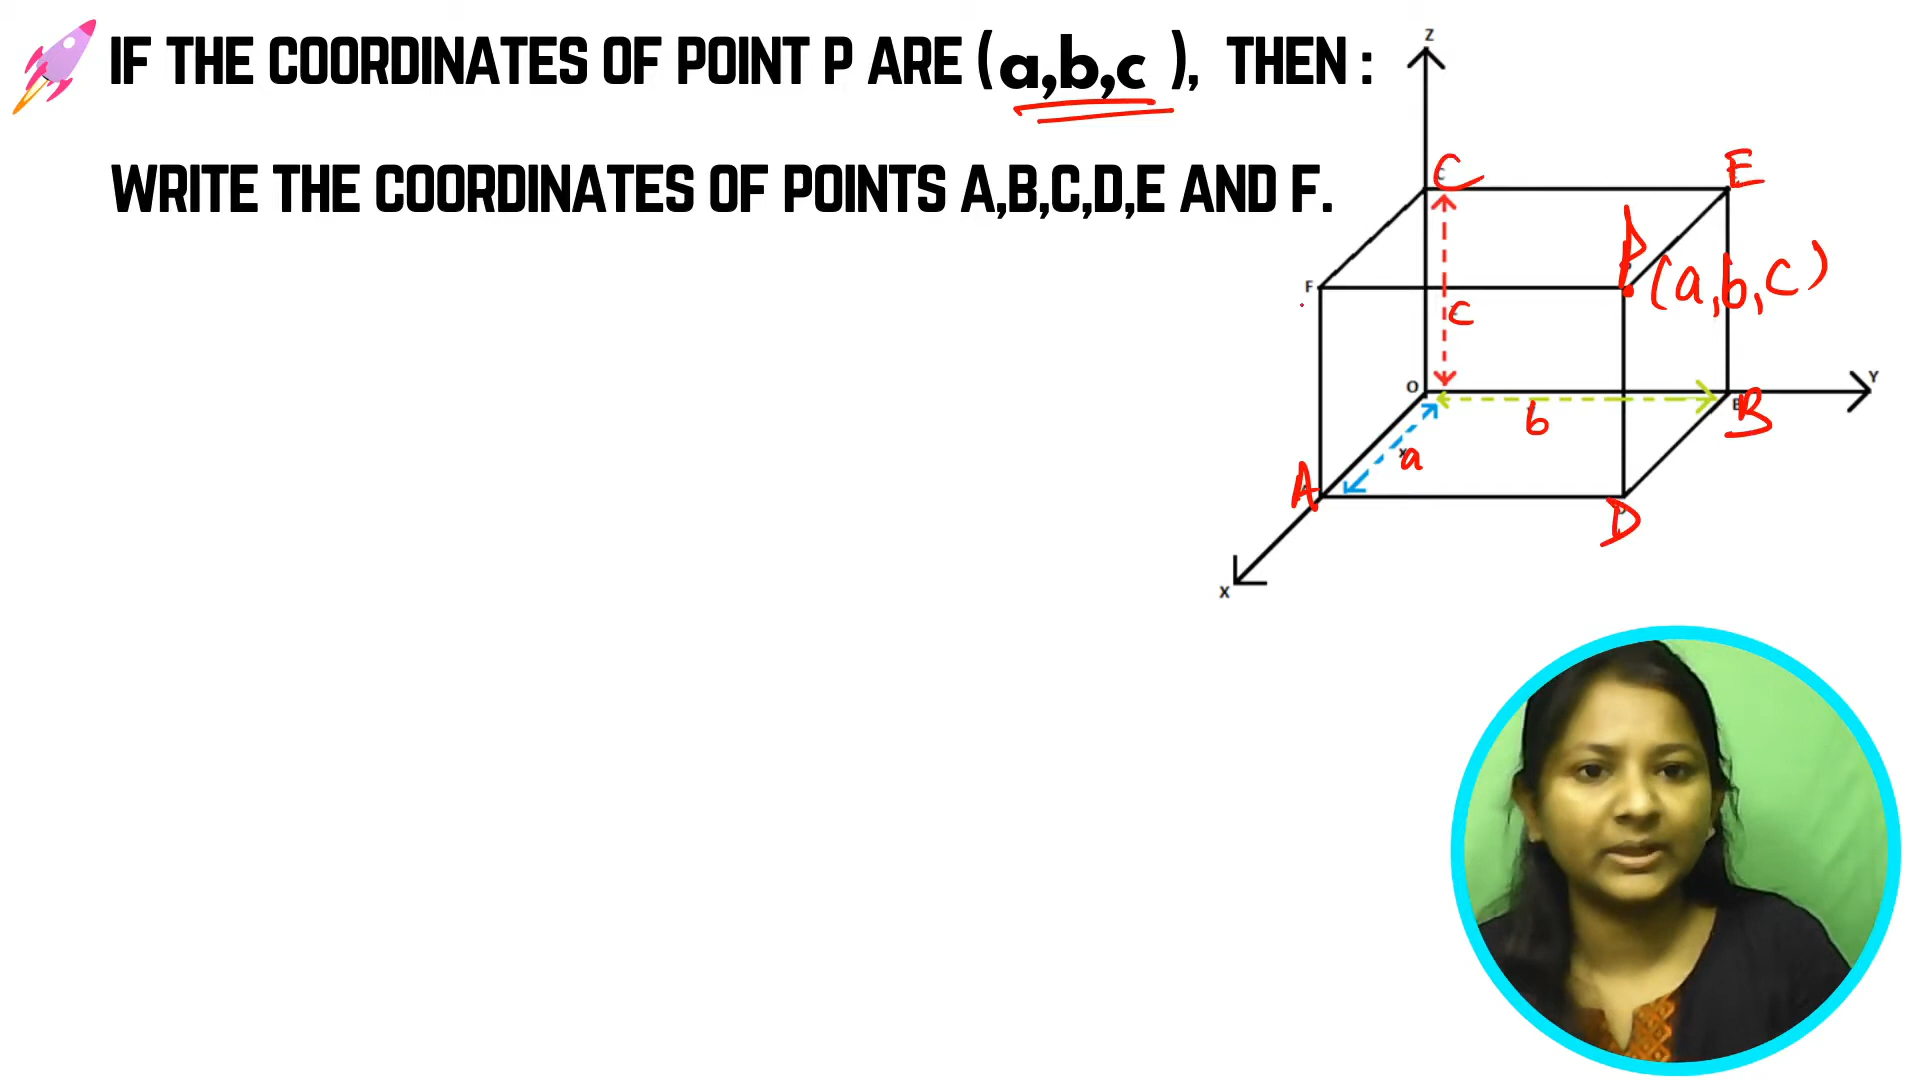 IF THE COORDINATES OF POINT P ARE (a,b,c ), THEN :
WRITE THE COORDINATES OF POINTS A,B,C,D,E AND F.
Z
C
E
P
F
(a,b,c)
c
O
Y
b
B
a
A
D
X